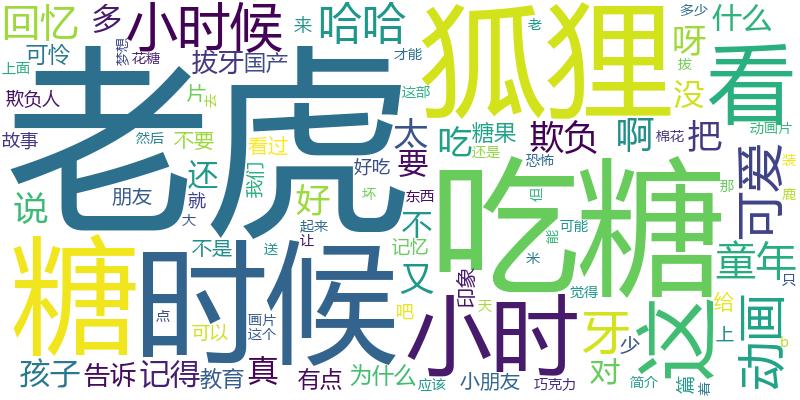 回忆
多
小时候
来
哈哈
老
多少
什么
可怜
梦想
花糖
才能
狐狸
呀
拔
看
上面
老虎
拔牙
国产
欺负人
片
去
这部
没
故事
然后
不要
看过
太
吃
糖果
欺负
啊
把
动画片
棉花
还是
要
好吃
恐怖
吃糖
可爱
装
鹿
说
朋友
还
就
我们
好
坏
东西
不
但
那
大
起来
让
糖
时候
不是
送
记忆
可能
能
米
这
童年
只
又
印象
觉得
天
给
动画
点
可以
画片
这个
吧
小时
牙
少
上
p
孩子
告诉
记得
教育
真
有点
为什么
应该
小朋友
巧克力
对
简介
篇
着